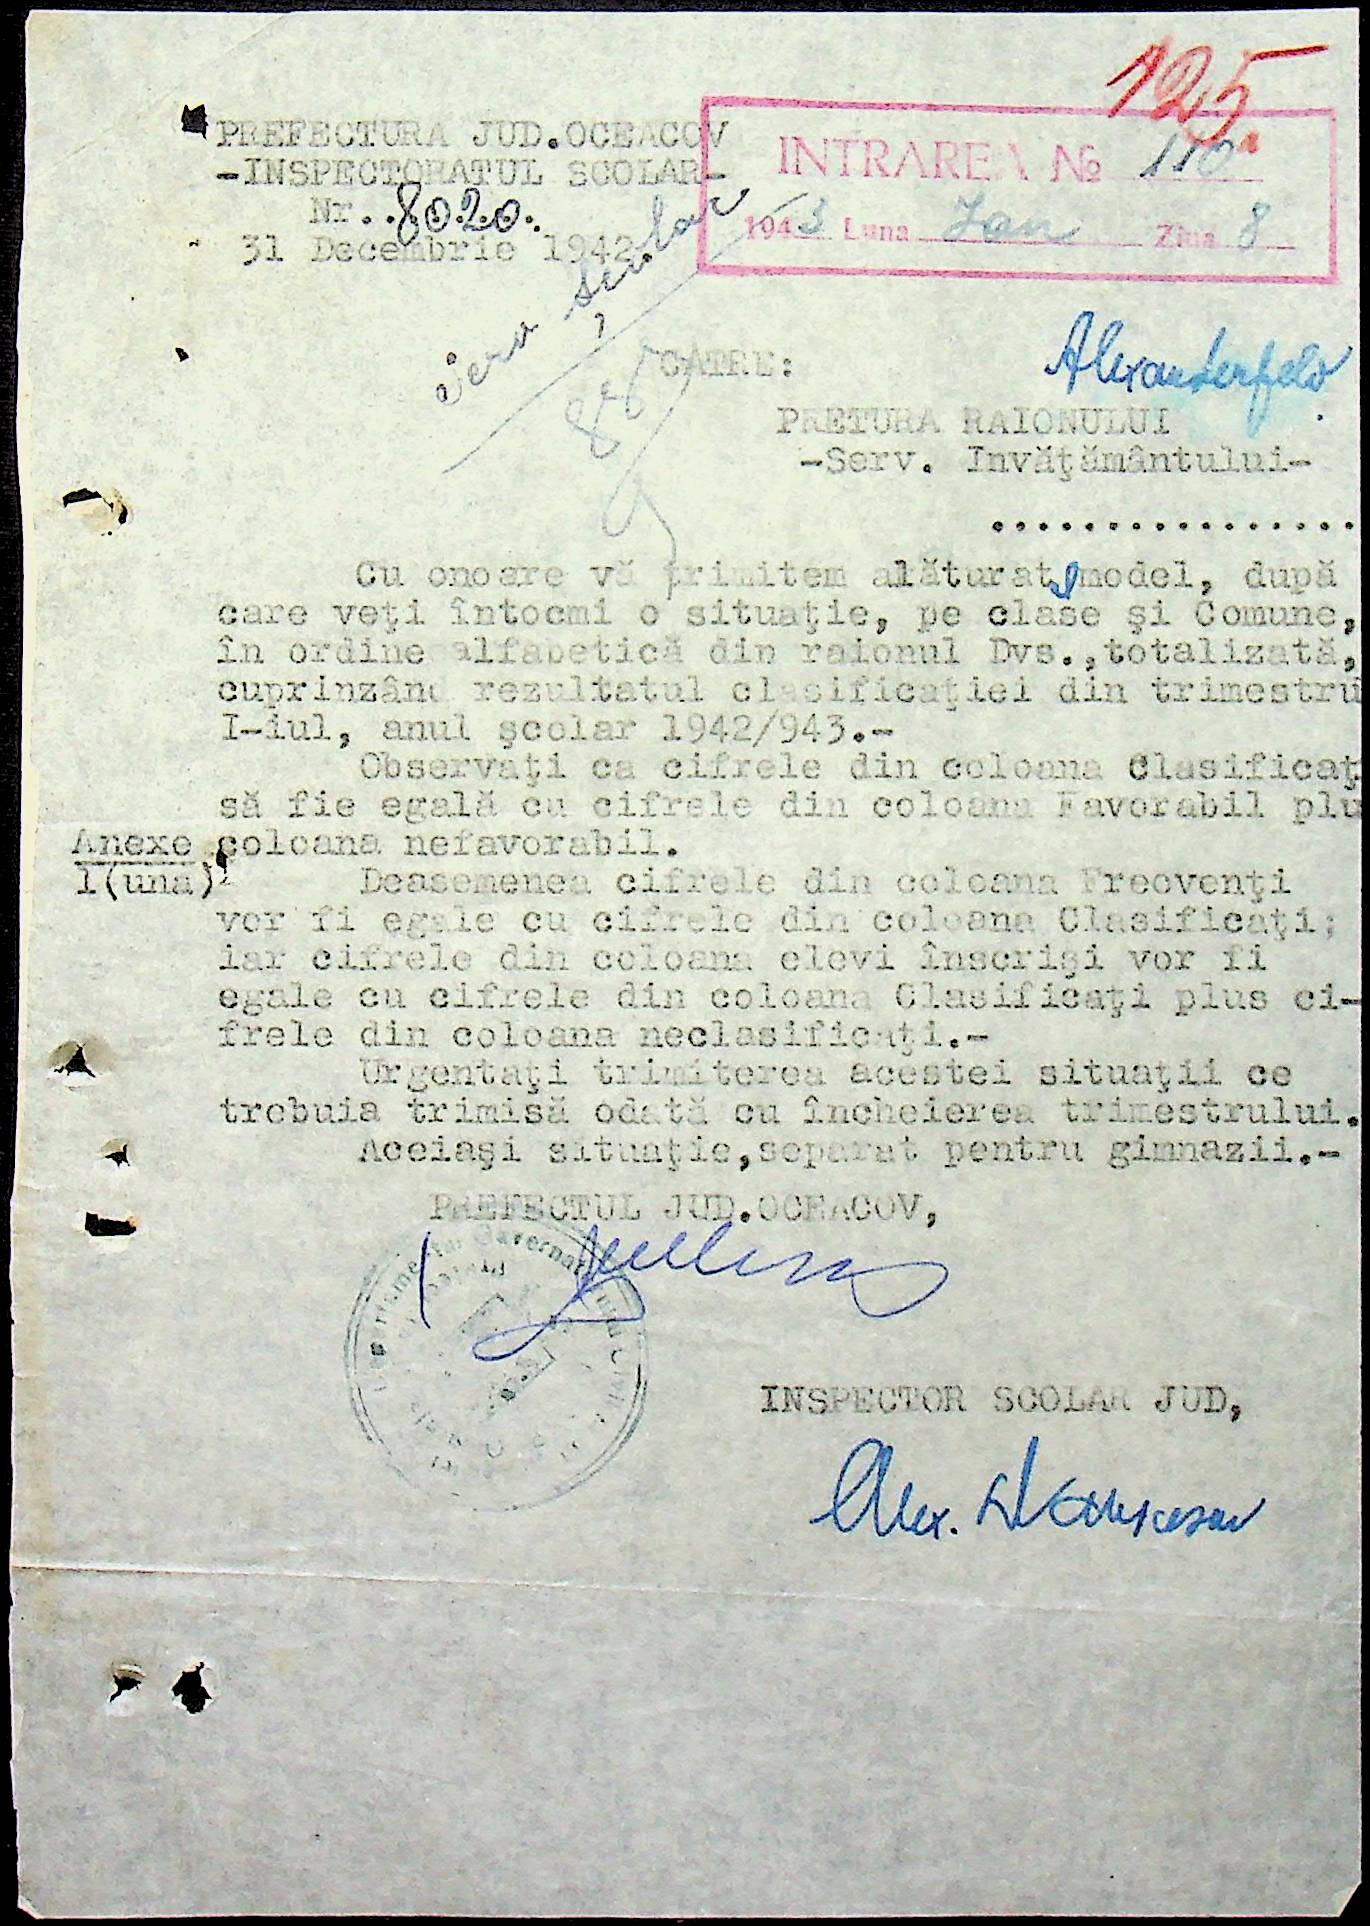 125.
PREFECTURA JUD.OCEACOV
-INSPECTORATUL SCOLAR-
Nr..8020.
31 Decembrie 1942.
INTRAREA № 110
1943 Luna Ian Ziua 8
CATRE:
Alexanderfeld
PRETURA RAIONULUI
-Serv. Invăţământului-
.................
Cu onoare vă trimitem alăturat model, după
care veţi întocmi o situaţie, pe clase şi Comune,
în ordine alfabetică din raionul Dvs.,totalizată,
cuprinzând rezultatul clasificaţiei din trimestru
I-iul, anul şcolar 1942/943.-
Observaţi ca cifrele din coloana Clasificaţ
să fie egală cu cifrele din coloana Favorabil plu
Anexe coloana nefavorabil.
1(una) Deasemenea cifrele din coloana Frecvenţi
vor fi egale cu cifrele din coloana Clasificaţi;
iar cifrele din coloana elevi înscrişi vor fi
egale cu cifrele din coloana Clasificaţi plus ci-
frele din coloana neclasificaţi.-
Urgentaţi trimiterea acestei situaţii ce
trebuia trimisă odată cu încheierea trimestrului.
Aceiaşi situaţie,separat pentru gimnazii.-
PREFECTUL JUD.OCEACOV,
INSPECTOR SCOLAR JUD,
Alex.